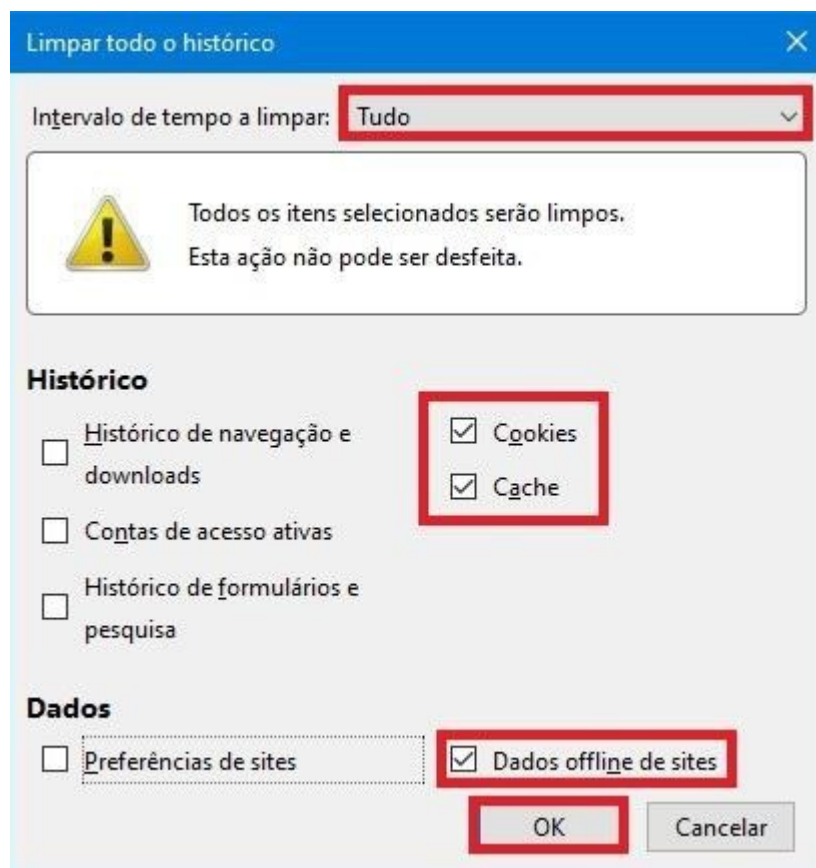 Limpar todo o histórico
Intervalo de tempo a limpar: Tudo
Todos os itens selecionados serão limpos.
Esta ação não pode ser desfeita.
Histórico
Histórico de navegação e
downloads
Cookies
Cache
Contas de acesso ativas
Histórico de formulários e
pesquisa
Dados
Preferências de sites
Dados offline de sites
OK
Cancelar